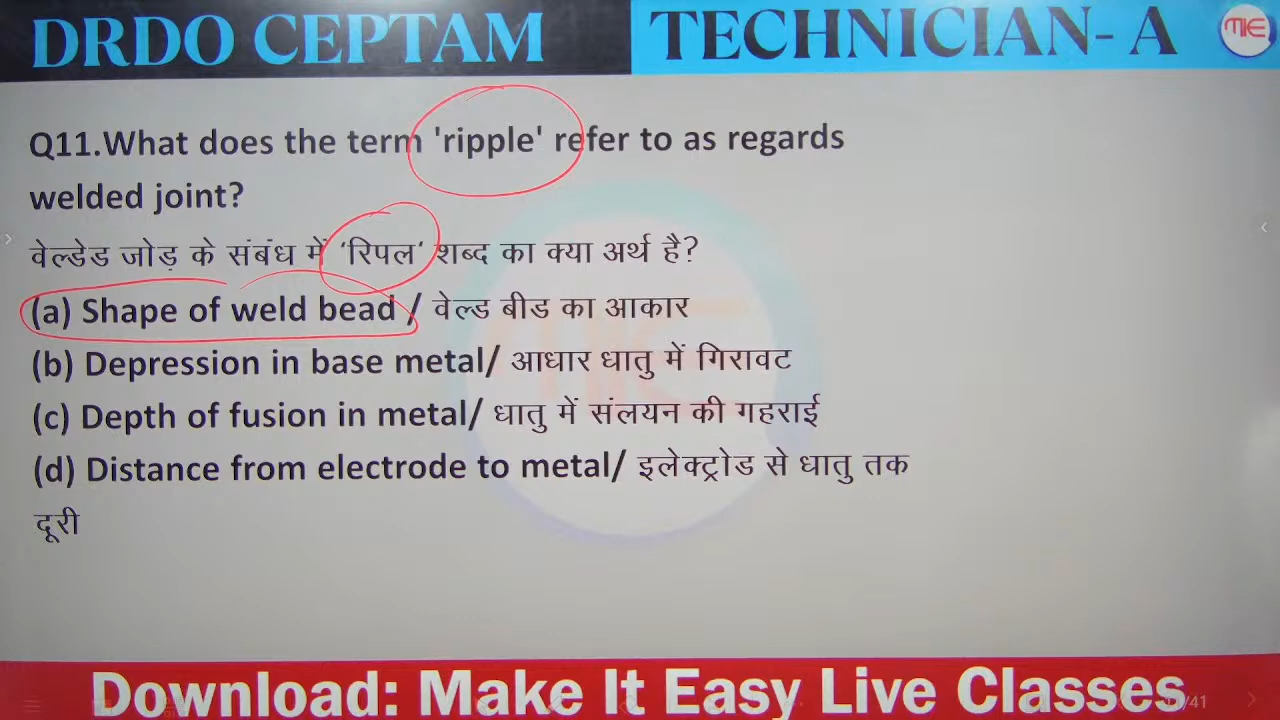 DRDO CEPTAM TECHNICIAN- A
MIE
Q11.What does the term 'ripple' refer to as regards
welded joint?
वेल्डेड जोड़ के संबंध में 'रिपल' शब्द का क्या अर्थ है?
(a) Shape of weld bead / वेल्ड बीड का आकार
(b) Depression in base metal/ आधार धातु में गिरावट
(c) Depth of fusion in metal/ धातु में संलयन की गहराई
(d) Distance from electrode to metal/ इलेक्ट्रोड से धातु तक
दूरी
Download: Make It Easy Live Classes
/41